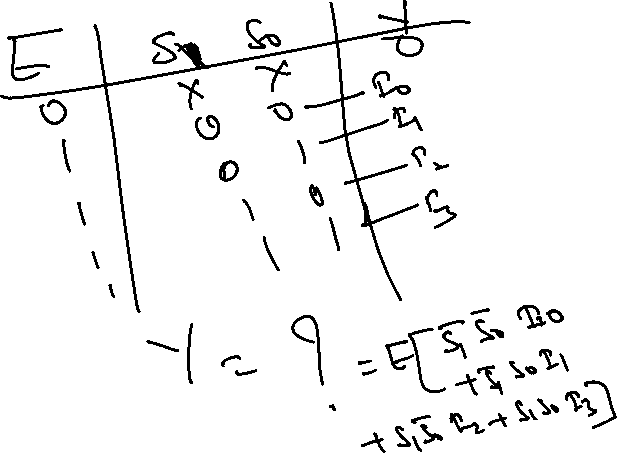 E S1 S0 Y
0 X X 0
1 0 0 I0
1 0 1 I1
1 1 0 I2
1 1 1 I3
Y = ? = E[S̅1 S̅0 I0
+ S̅1 S0 I1
+ S1 S̅0 I2 + S1 S0 I3]